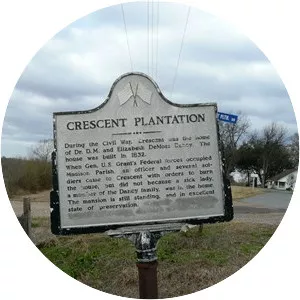 CRESCENT PLANTATION
During the Civil War, Crescent was the home
of Dr. D.M. and Elizabeth DeMoss Dancy. The
house was built in 1832.
When Gen. U.S. Grant's Federal forces occupied
Madison Parish, an officer and several sol-
diers came to Crescent with orders to burn
the house, but did not because a sick lady,
a member of the Dancy family, was in the home.
The mansion is still standing and in excellent
state of preservation.